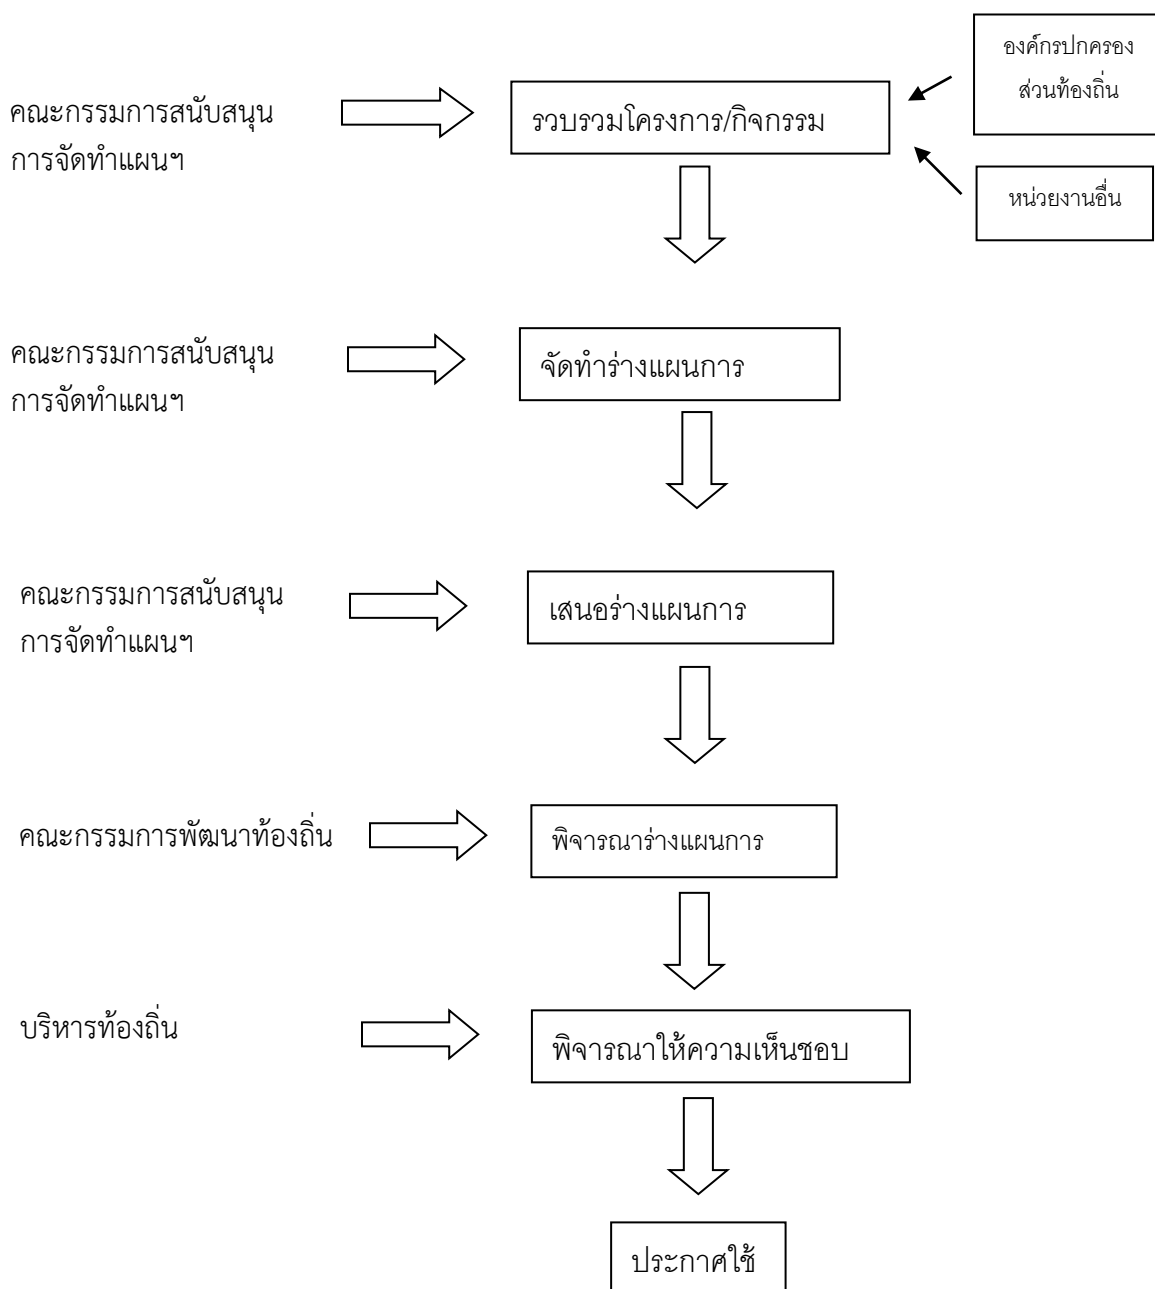 องค์กรปกครอง
ส่วนท้องถิ่น
คณะกรรมการสนับสนุน
การจัดทำแผนฯ
รวบรวมโครงการ/กิจกรรม
หน่วยงานอื่น
คณะกรรมการสนับสนุน
การจัดทำแผนฯ
จัดทำร่างแผนการ
คณะกรรมการสนับสนุน
การจัดทำแผนฯ
เสนอร่างแผนการ
คณะกรรมการพัฒนาท้องถิ่น
พิจารณาร่างแผนการ
บริหารท้องถิ่น
พิจารณาให้ความเห็นชอบ
ประกาศใช้